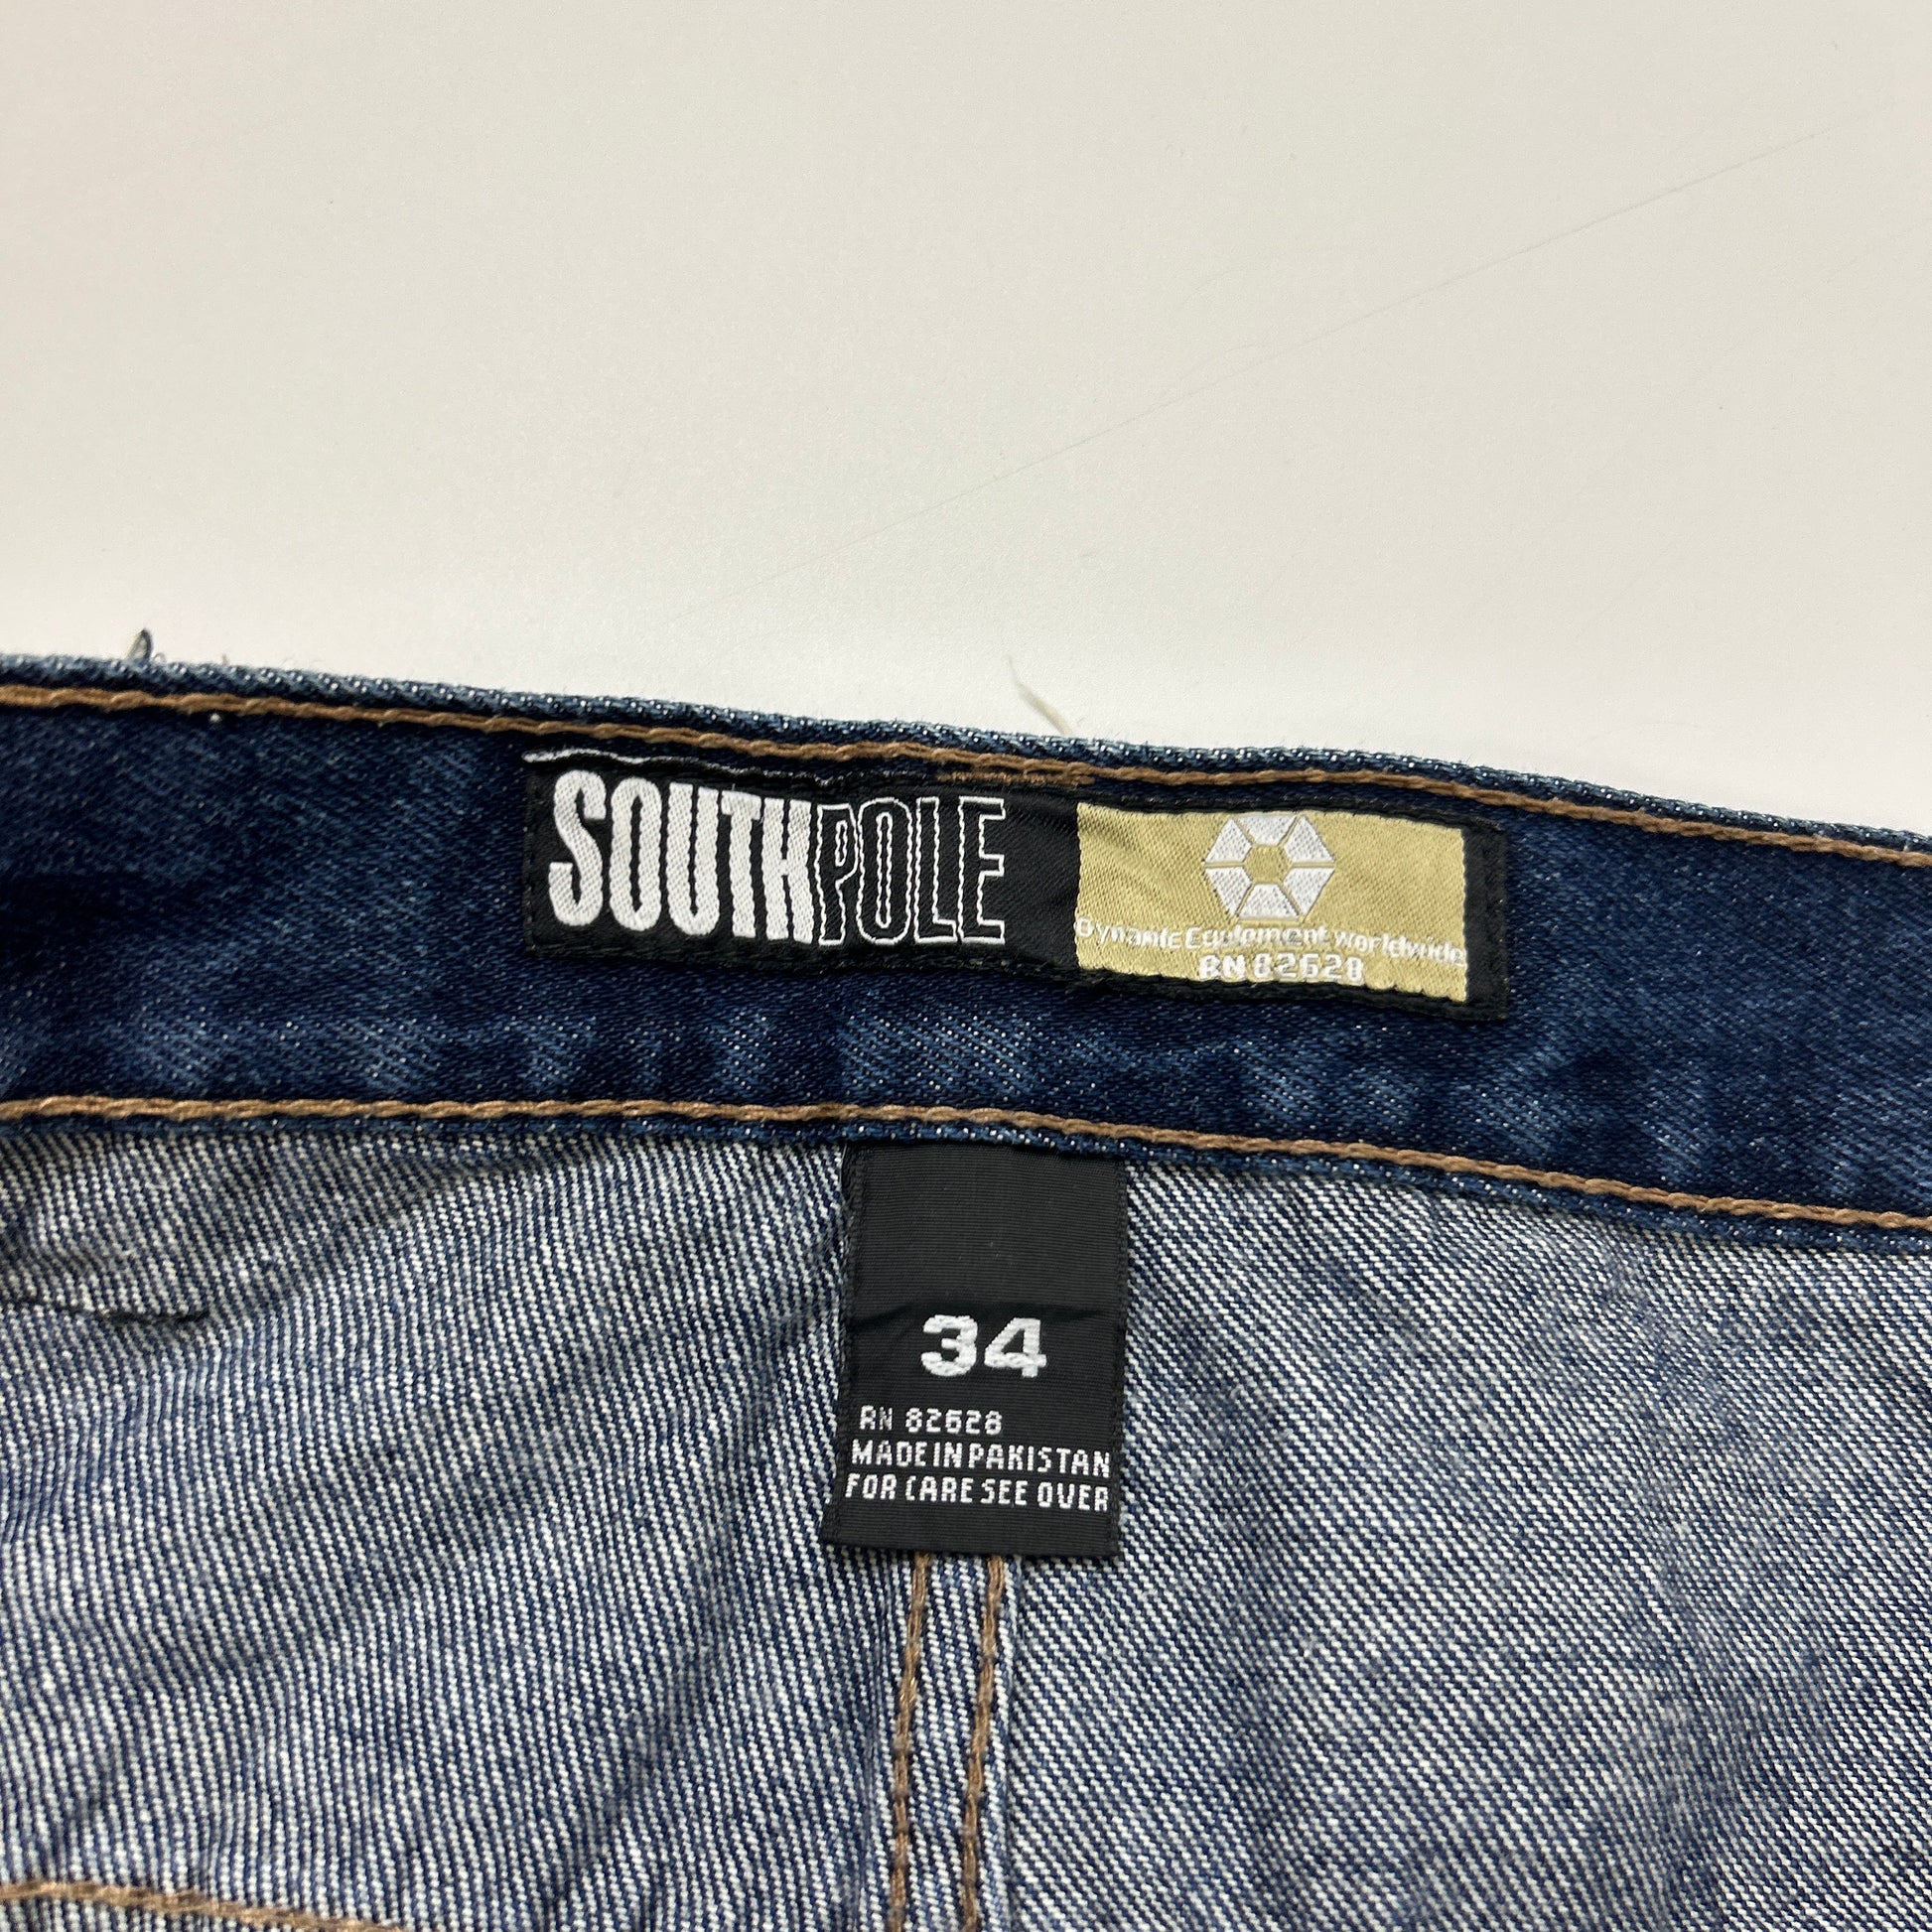 SOUTHPOLE
Dynamic Equipment Worldwide
RN 82628
34
RN 82628
MADE IN PAKISTAN
FOR CARE SEE OVER